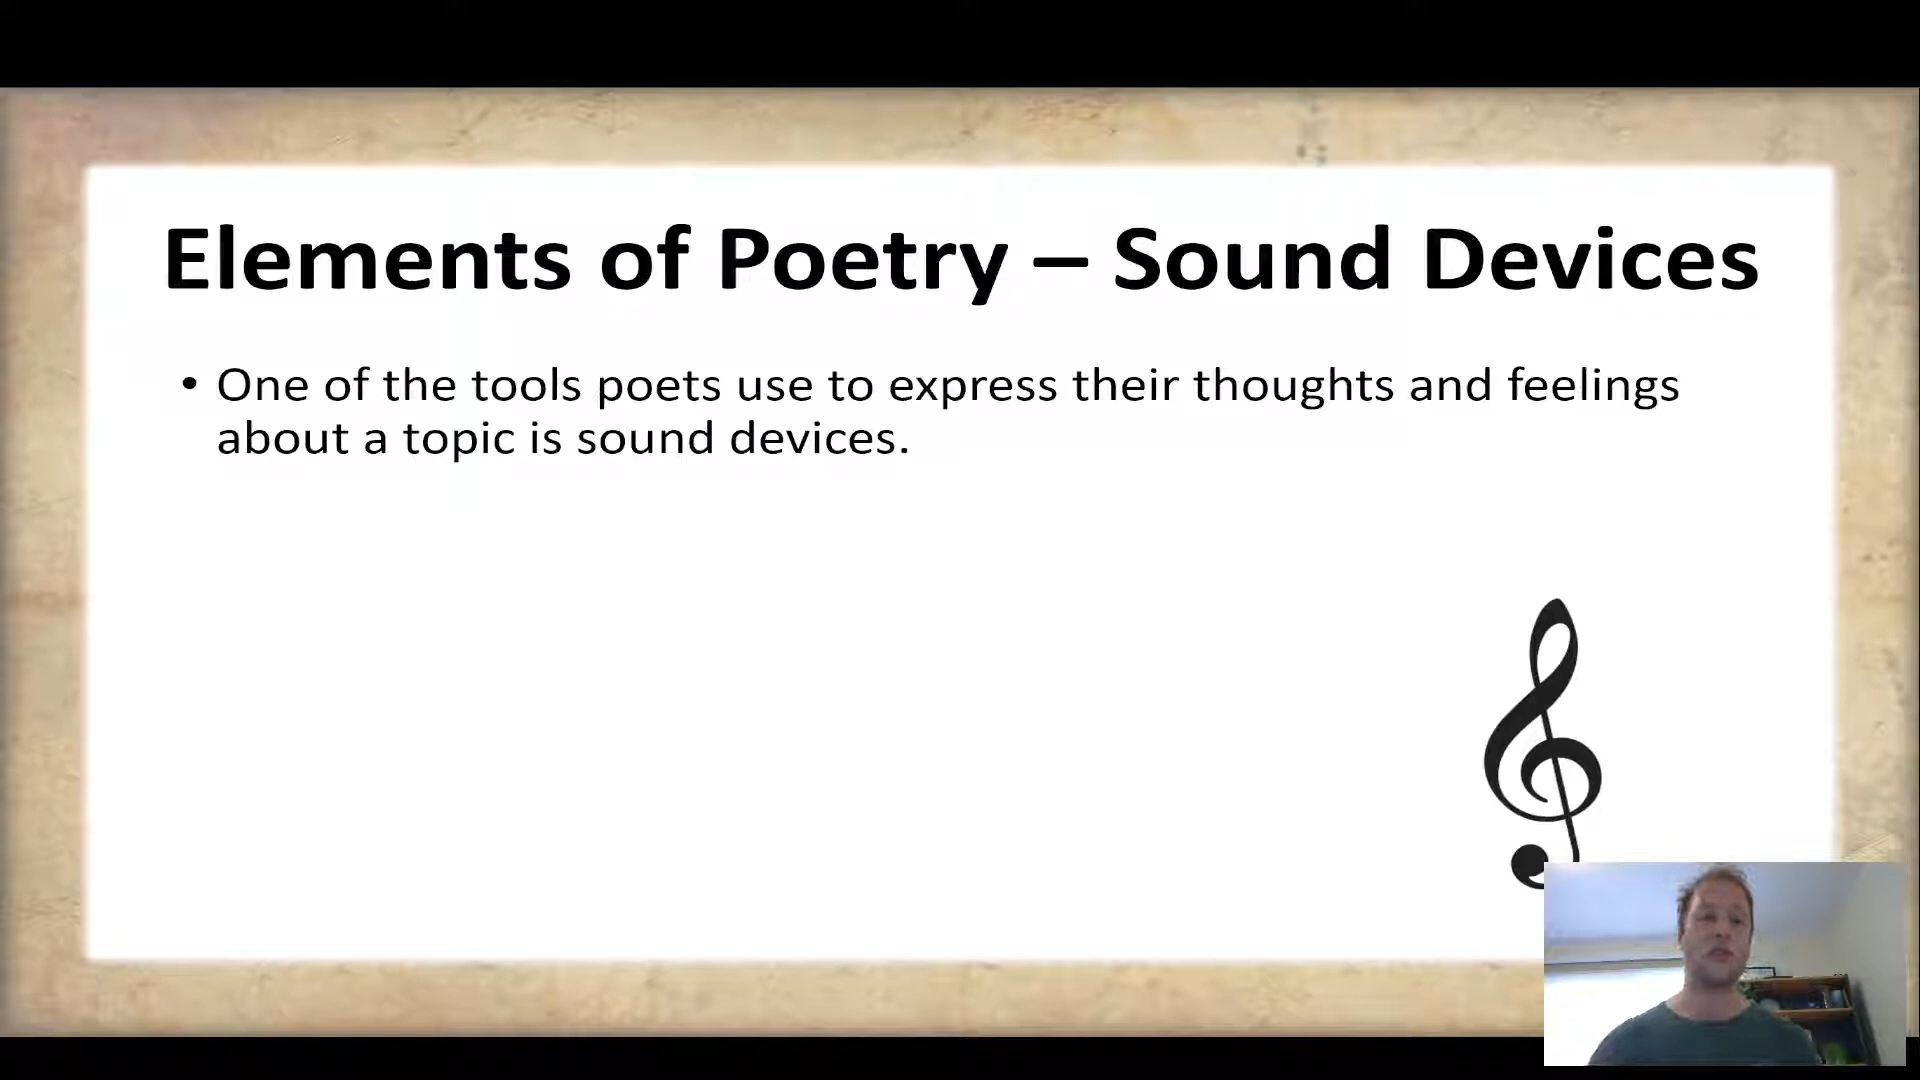 Elements of Poetry – Sound Devices
• One of the tools poets use to express their thoughts and feelings
about a topic is sound devices.